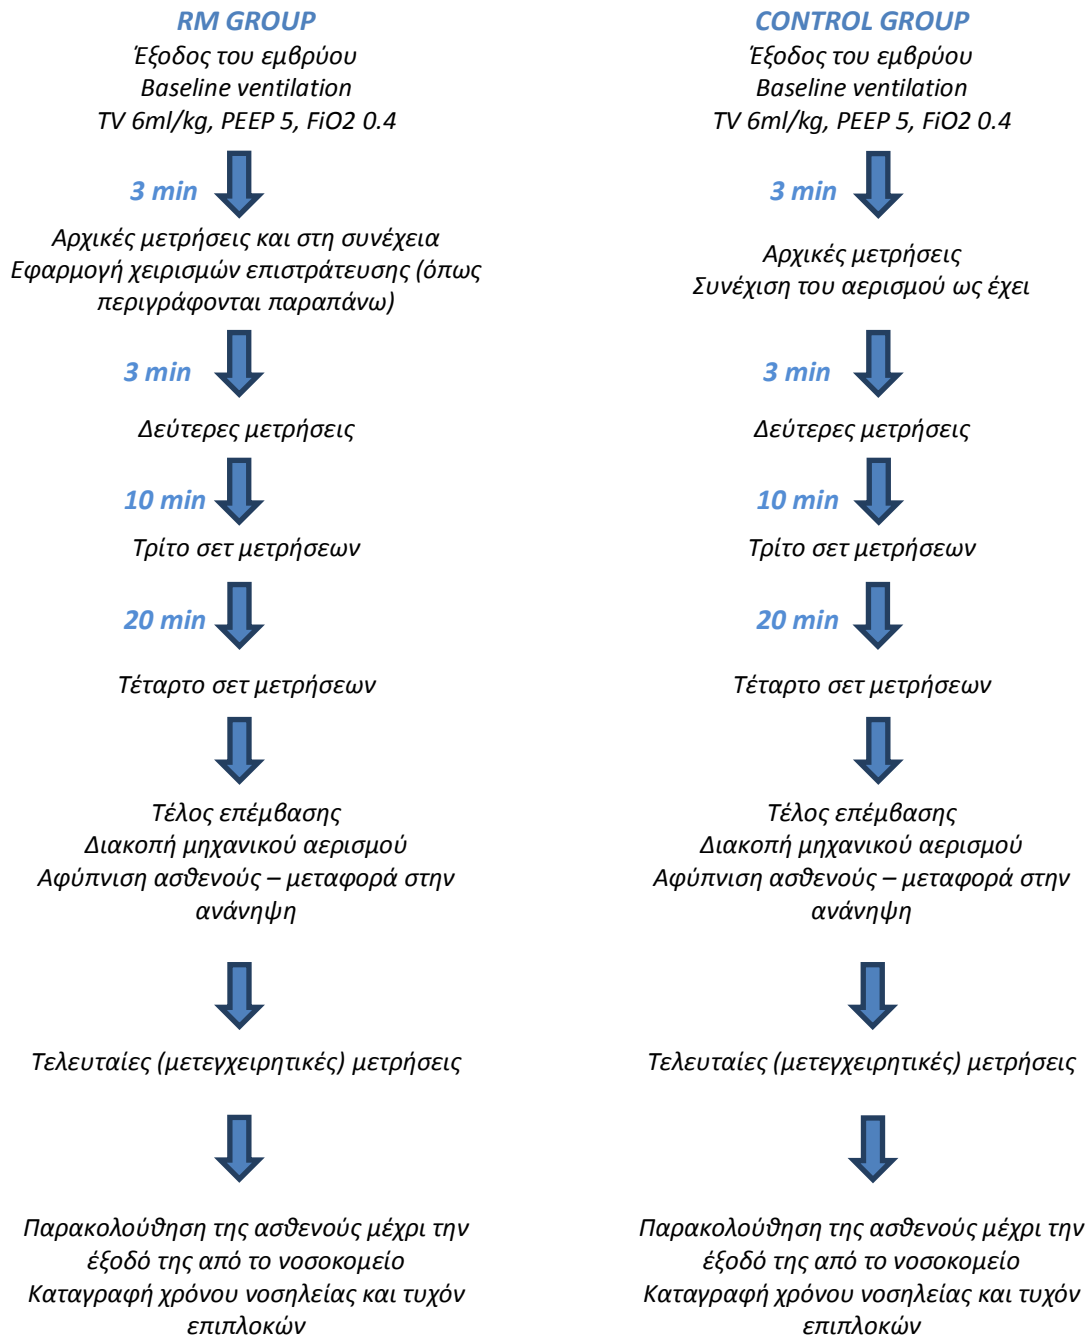 RM GROUP
Έξοδος του εμβρύου
Baseline ventilation
TV 6ml/kg, PEEP 5, FiO2 0.4
3 min
Αρχικές μετρήσεις και στη συνέχεια
Εφαρμογή χειρισμών επιστράτευσης (όπως
περιγράφονται παραπάνω)
3 min
Δεύτερες μετρήσεις
10 min
Τρίτο σετ μετρήσεων
20 min
Τέταρτο σετ μετρήσεων
Τέλος επέμβασης
Διακοπή μηχανικού αερισμού
Αφύπνιση ασθενούς – μεταφορά στην
ανάνηψη
Τελευταίες (μετεγχειρητικές) μετρήσεις
Παρακολούθηση της ασθενούς μέχρι την
έξοδό της από το νοσοκομείο
Καταγραφή χρόνου νοσηλείας και τυχόν
επιπλοκών
CONTROL GROUP
Έξοδος του εμβρύου
Baseline ventilation
TV 6ml/kg, PEEP 5, FiO2 0.4
3 min
Αρχικές μετρήσεις
Συνέχιση του αερισμού ως έχει
3 min
Δεύτερες μετρήσεις
10 min
Τρίτο σετ μετρήσεων
20 min
Τέταρτο σετ μετρήσεων
Τέλος επέμβασης
Διακοπή μηχανικού αερισμού
Αφύπνιση ασθενούς – μεταφορά στην
ανάνηψη
Τελευταίες (μετεγχειρητικές) μετρήσεις
Παρακολούθηση της ασθενούς μέχρι την
έξοδό της από το νοσοκομείο
Καταγραφή χρόνου νοσηλείας και τυχόν
επιπλοκών